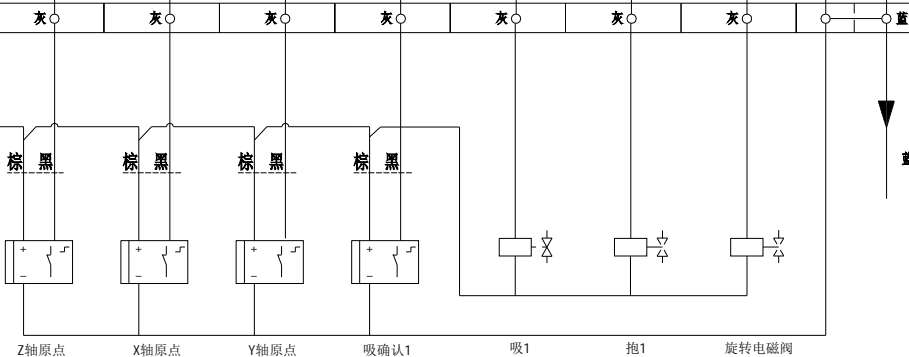 灰 灰 灰 灰 灰 灰 灰 蓝
棕 黑 棕 黑 棕 黑 棕 黑
+ + + +
− − − −
Z轴原点 X轴原点 Y轴原点 吸确认1 吸1 抱1 旋转电磁阀